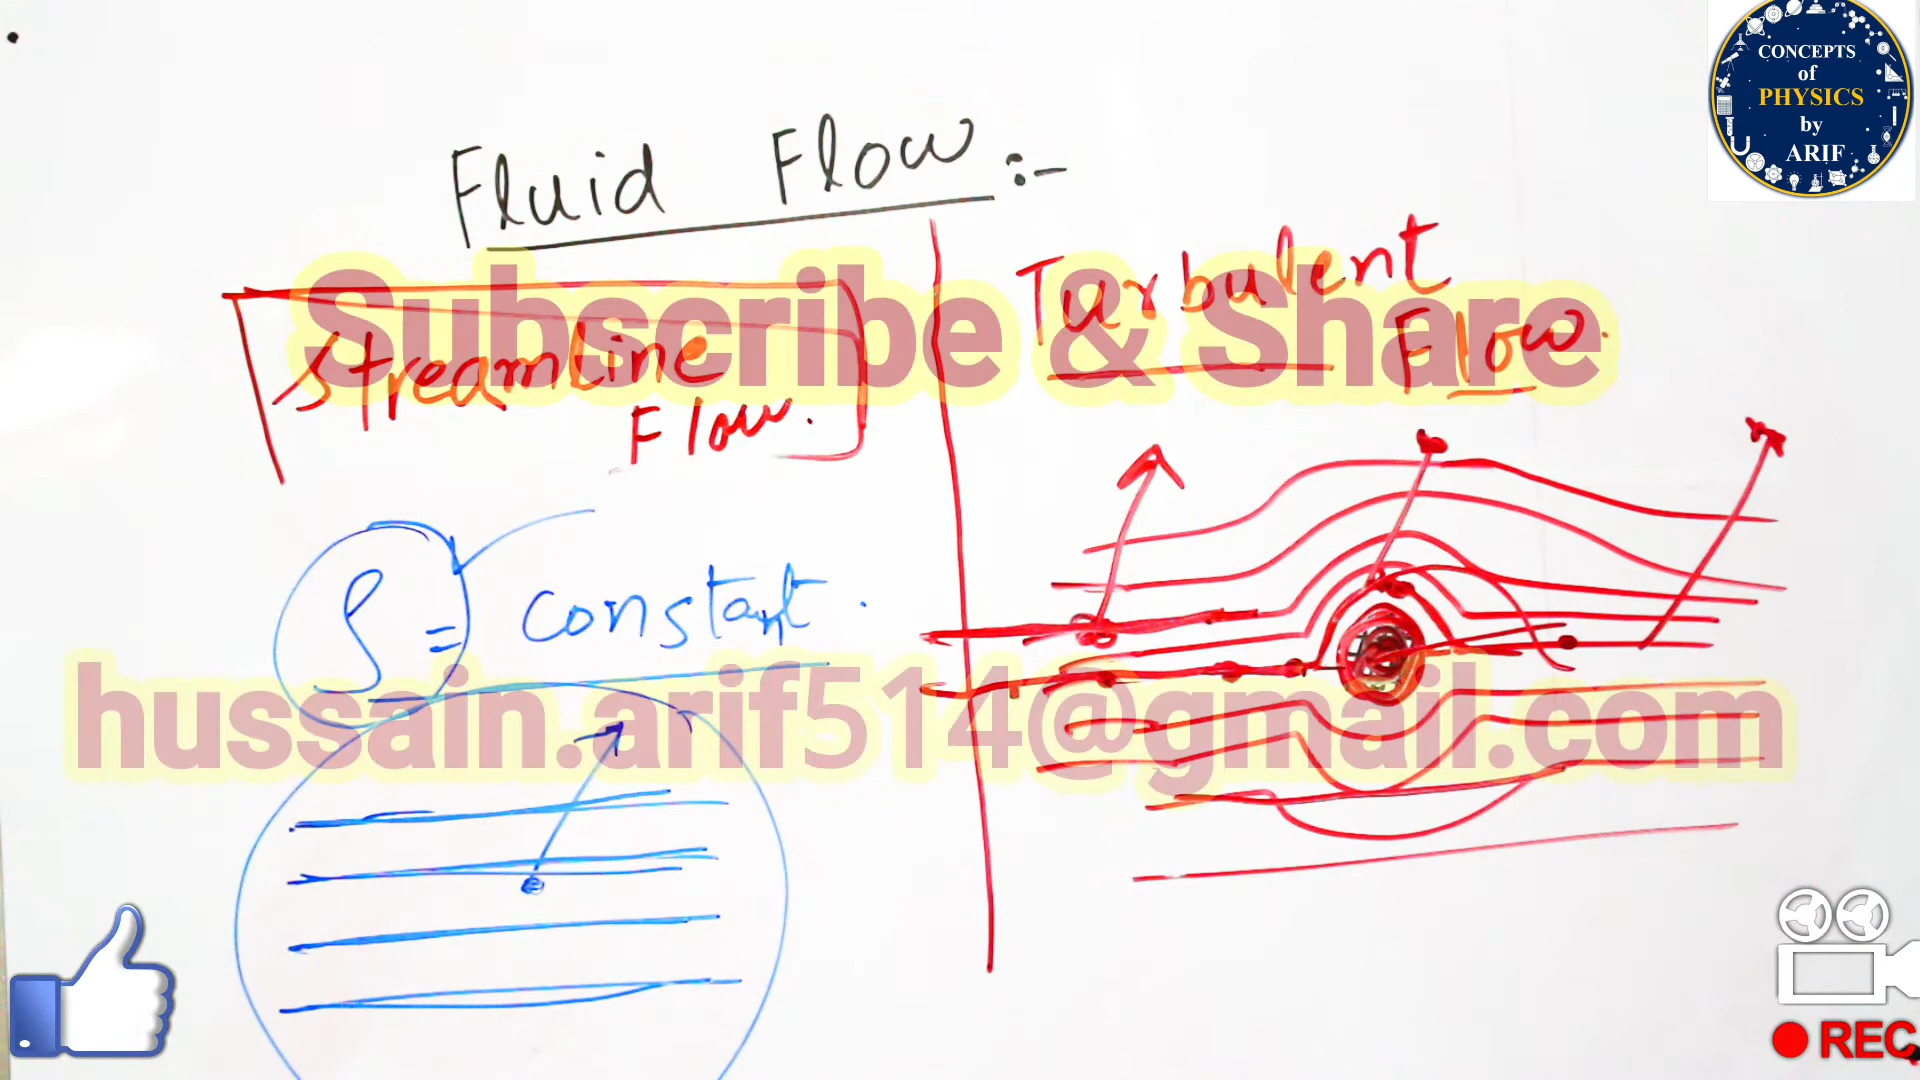 CONCEPTS
of
PHYSICS
by
ARIF
Fluid Flow :-
Subscribe & Share
Streamline
Flow.
Turbulent
Flow.
ρ = constant.
hussain.arif514@gmail.com
REC